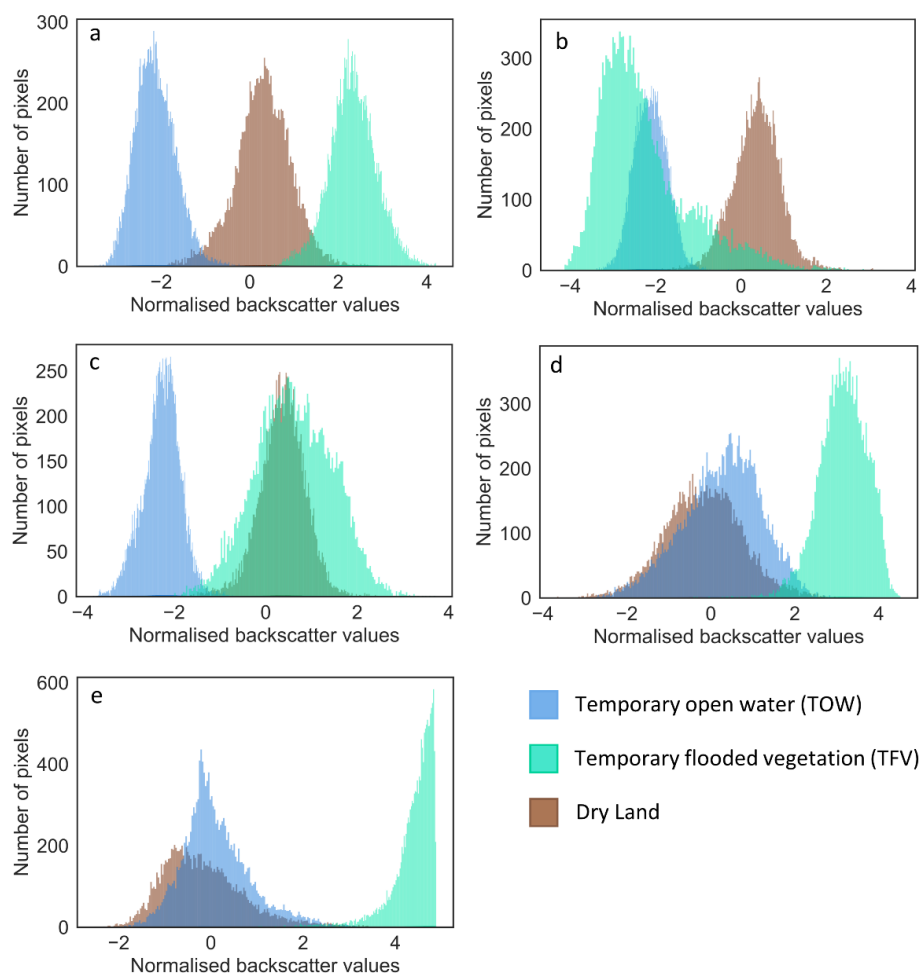 a
Number of pixels
300
200
100
0
-2 0 2 4
Normalised backscatter values
b
Number of pixels
300
200
100
0
−4 −2 0 2 4
Normalised backscatter values
c
Number of pixels
250
200
150
100
50
0
−4 −2 0 2 4
Normalised backscatter values
d
Number of pixels
300
200
100
0
−4 −2 0 2 4
Normalised backscatter values
e
Number of pixels
600
400
200
0
−2 0 2 4
Normalised backscatter values
Temporary open water (TOW)
Temporary flooded vegetation (TFV)
Dry Land